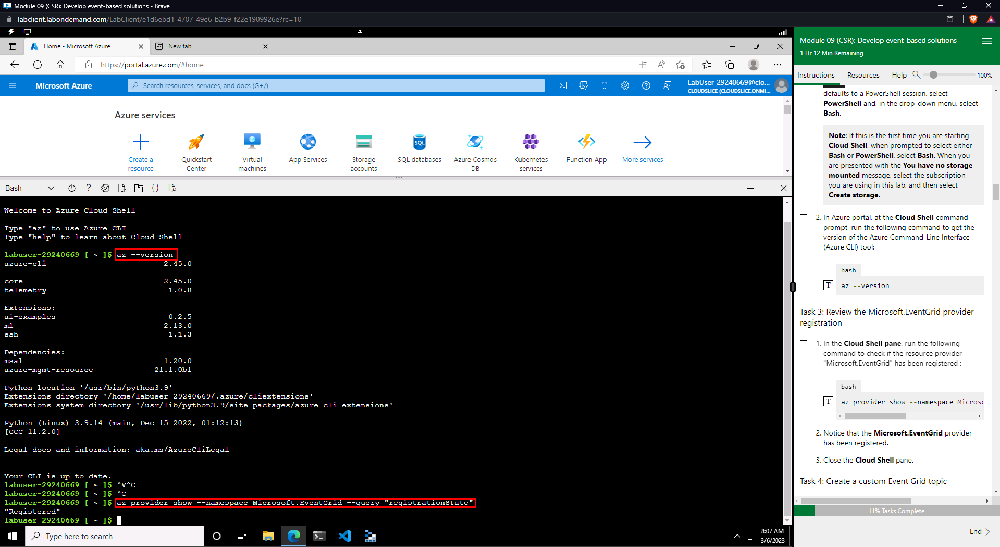 Module 09 (CSR): Develop event-based solutions - Brave
labclient.labondemand.com/LabClient/e1d6ebd1-4707-49e6-b2b9-f22e1909926e?rc=10
Home - Microsoft Azure
New tab
https://portal.azure.com/#home
Microsoft Azure
Search resources, services, and docs (G+/)
LabUser-29240669@clo...
CLOUDSLICE (CLOUDSLICE.ONMI...
Azure services
Create a
resource
Quickstart
Center
Virtual
machines
App Services
Storage
accounts
SQL
SQL databases
Azure Cosmos
DB
Kubernetes
services
Function App
More services
Bash
Welcome to Azure Cloud Shell
Type "az" to use Azure CLI
Type "help" to learn about Cloud Shell
labuser-29240669 [ ~ ]$ az --version
azure-cli 2.45.0
core 2.45.0
telemetry 1.0.8
Extensions:
ai-examples 0.2.5
ml 2.13.0
ssh 1.1.3
Dependencies:
msal 1.20.0
azure-mgmt-resource 21.1.0b1
Python location '/usr/bin/python3.9'
Extensions directory '/home/labuser-29240669/.azure/cliextensions'
Extensions system directory '/usr/lib/python3.9/site-packages/azure-cli-extensions'
Python (Linux) 3.9.14 (main, Dec 15 2022, 01:12:13)
[GCC 11.2.0]
Legal docs and information: aka.ms/AzureCliLegal
Your CLI is up-to-date.
labuser-29240669 [ ~ ]$ ^V^C
labuser-29240669 [ ~ ]$ ^C
labuser-29240669 [ ~ ]$ az provider show --namespace Microsoft.EventGrid --query "registrationState"
"Registered"
labuser-29240669 [ ~ ]$
Type here to search
8:07 AM
3/6/2023
Module 09 (CSR): Develop event-based solutions
1 Hr 12 Min Remaining
Instructions
Resources
Help
100%
defaults to a PowerShell session, select
PowerShell and, in the drop-down menu, select
Bash.
Note: If this is the first time you are starting
Cloud Shell, when prompted to select either
Bash or PowerShell, select Bash. When you
are presented with the You have no storage
mounted message, select the subscription
you are using in this lab, and then select
Create storage.
2. In Azure portal, at the Cloud Shell command
prompt, run the following command to get the
version of the Azure Command-Line Interface
(Azure CLI) tool:
bash
T
az --version
Task 3: Review the Microsoft.EventGrid provider
registration
1. In the Cloud Shell pane, run the following
command to check if the resource provider
"Microsoft.EventGrid" has been registered :
bash
T
az provider show --namespace Microsc
2. Notice that the Microsoft.EventGrid provider
has been registered.
3. Close the Cloud Shell pane.
Task 4: Create a custom Event Grid topic
11% Tasks Complete
End